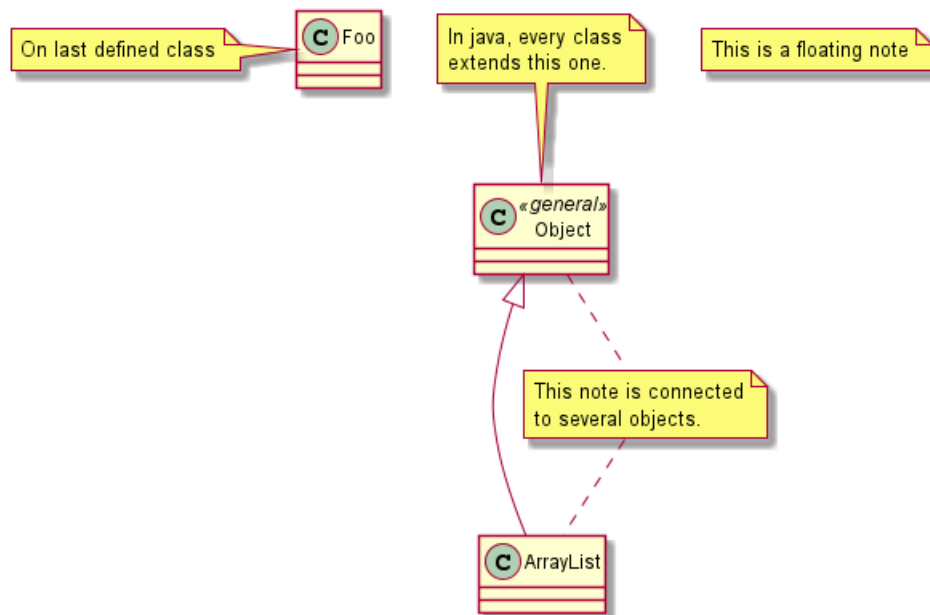 On last defined class
C Foo
In java, every class
extends this one.
This is a floating note
«general»
C
Object
This note is connected
to several objects.
C ArrayList